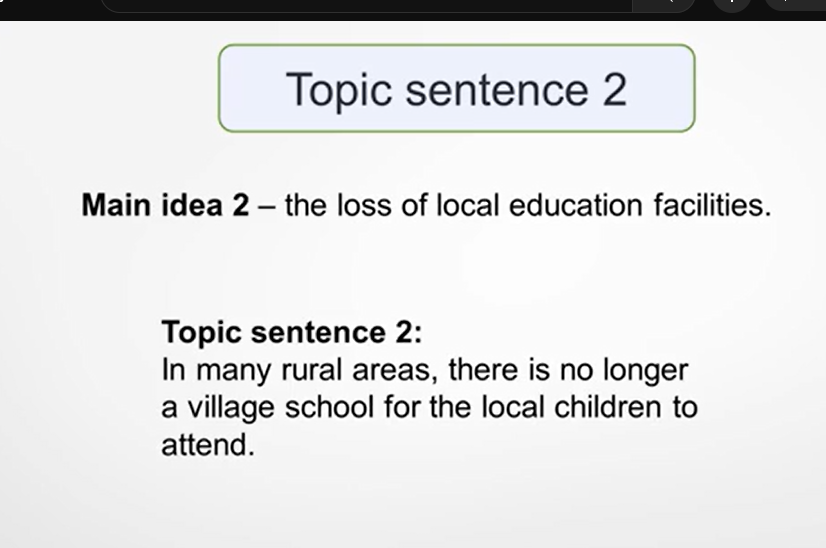 Topic sentence 2
Main idea 2 – the loss of local education facilities.
Topic sentence 2:
In many rural areas, there is no longer
a village school for the local children to
attend.